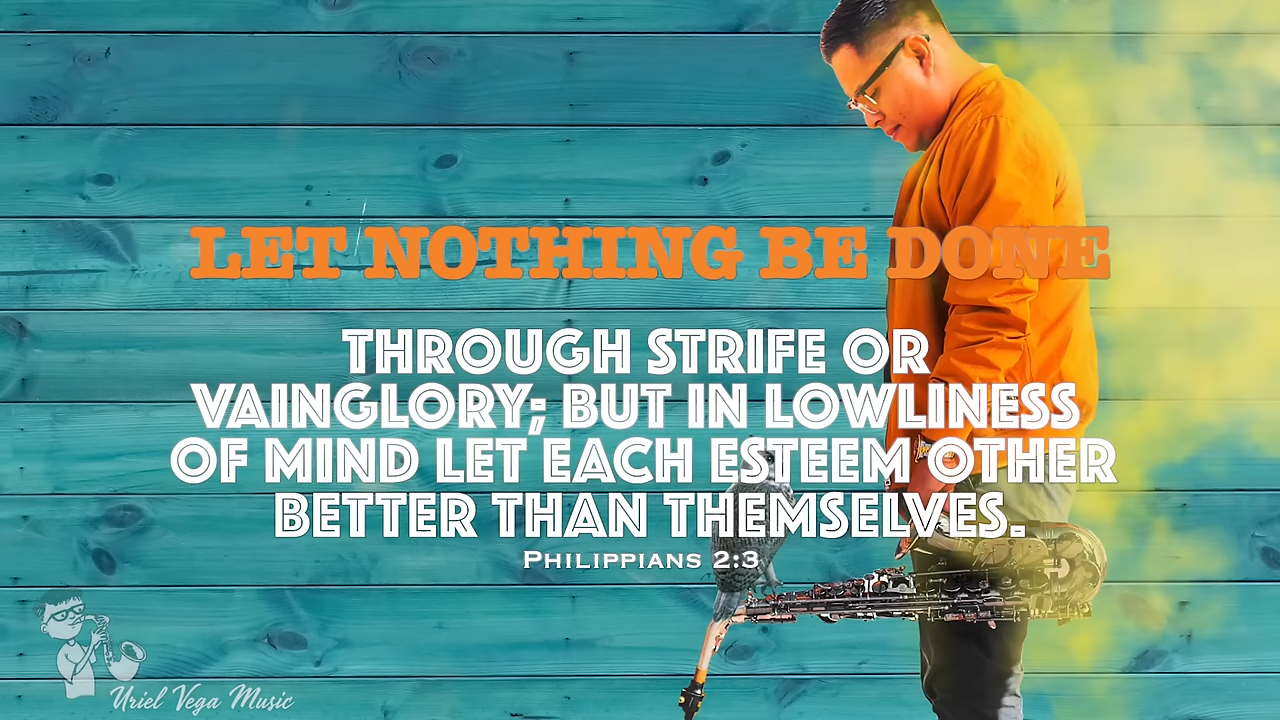 LET NOTHING BE DONE
THROUGH STRIFE OR
VAINGLORY; BUT IN LOWLINESS
OF MIND LET EACH ESTEEM OTHER
BETTER THAN THEMSELVES.
PHILIPPIANS 2:3
Uriel Vega Music